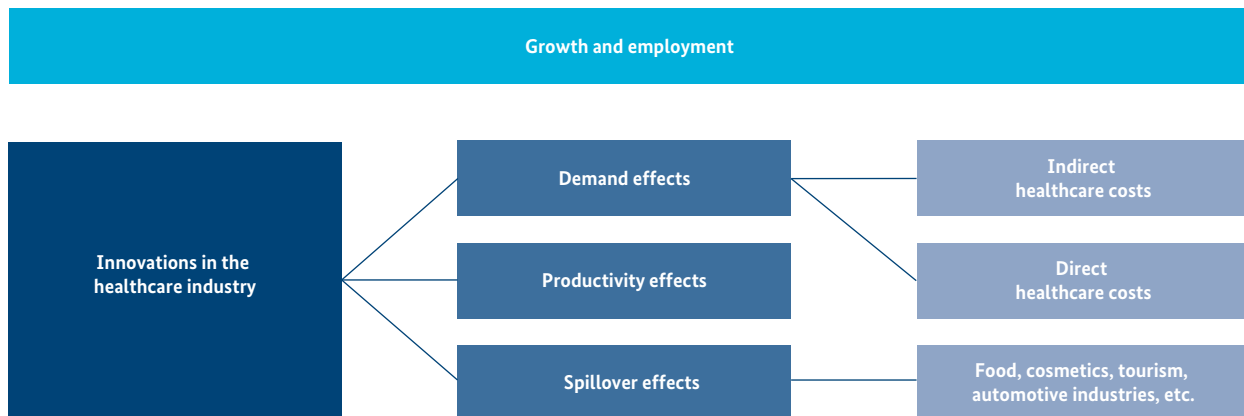 Growth and employment
Innovations in the
healthcare industry
Demand effects
Productivity effects
Spillover effects
Indirect
healthcare costs
Direct
healthcare costs
Food, cosmetics, tourism,
automotive industries, etc.